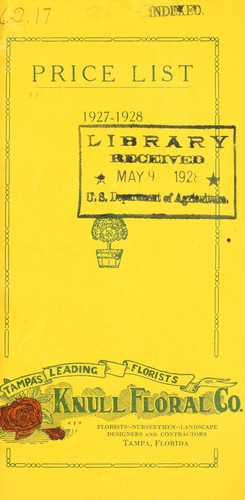 62.17
INDEXED.
PRICE LIST
1927-1928
LIBRARY
RECEIVED
★ MAY 9 1928 ★
U. S. Department of Agriculture.
TAMPA'S LEADING FLORISTS
KNULL FLORAL CO.
FLORISTS–NURSERYMEN–LANDSCAPE
DESIGNERS AND CONTRACTORS
TAMPA, FLORIDA